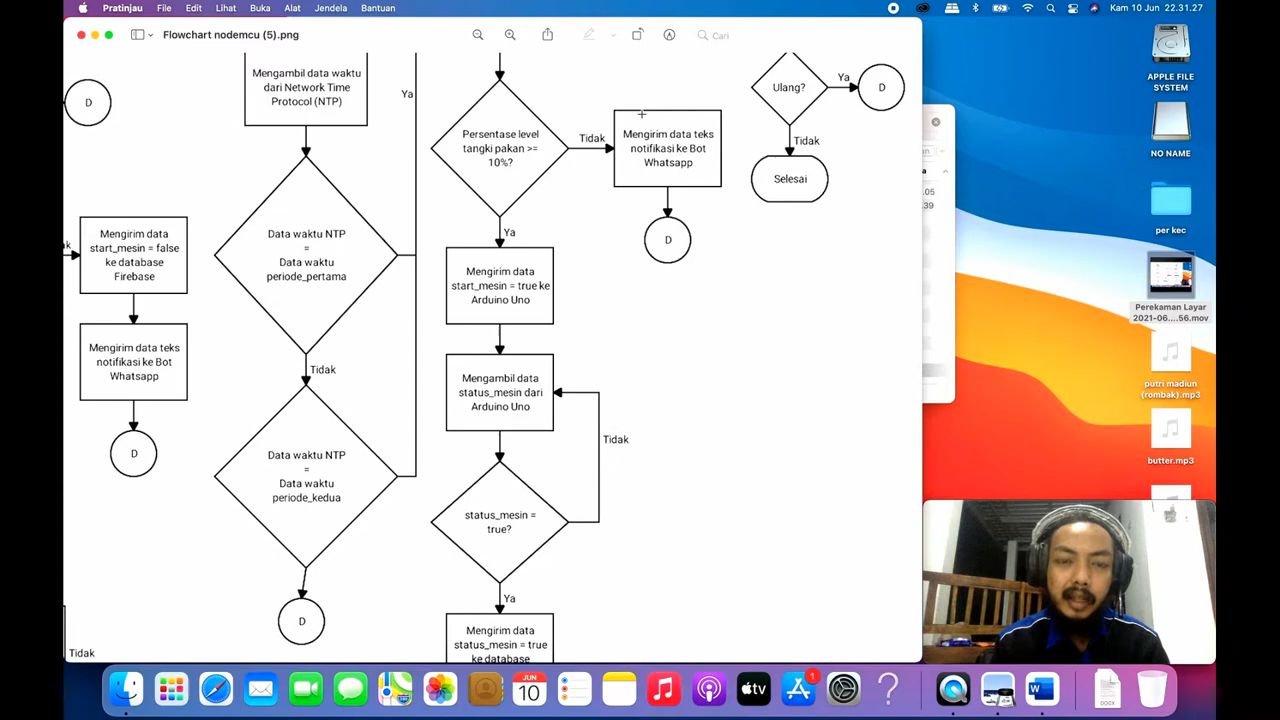 Pratinjau File Edit Lihat Buka Alat Jendela Bantuan
Kam 10 Jun 22.31.27
Flowchart nodemcu (5).png
Cari
D
Mengambil data waktu
dari Network Time
Protocol (NTP)
Ya
Data waktu NTP
=
Data waktu
periode_pertama
Mengirim data
start_mesin = false
ke database
Firebase
Mengirim data teks
notifikasi ke Bot
Whatsapp
D
Tidak
Data waktu NTP
=
Data waktu
periode_kedua
D
Tidak
Persentase level
tangki pakan >=
10%?
Tidak
Mengirim data teks
notifikasi ke Bot
Whatsapp
D
Ya
Mengirim data
start_mesin = true ke
Arduino Uno
Mengambil data
status_mesin dari
Arduino Uno
Tidak
status_mesin =
true?
Ya
Mengirim data
status_mesin = true
ke database
Ulang?
Ya
D
Tidak
Selesai
.05
.39
APPLE FILE
SYSTEM
NO NAME
per kec
Perekaman Layar
2021-06....56.mov
putri madiun
(rombak).mp3
butter.mp3
JUN
10
tv
1
W
?
DOCX